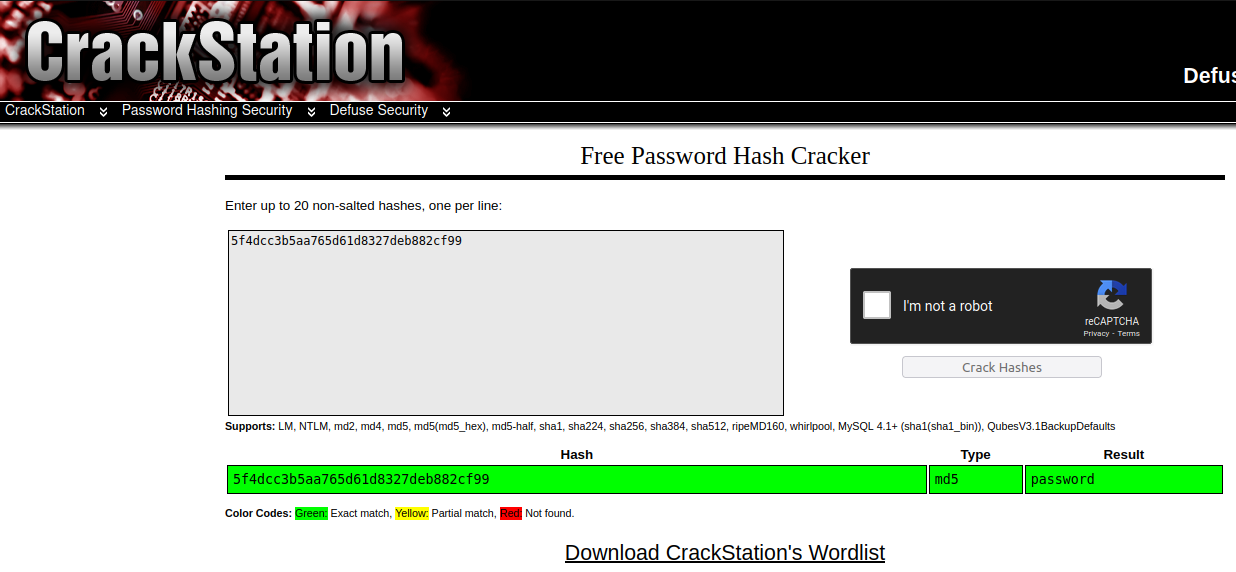 CrackStation
Defus
CrackStation Password Hashing Security Defuse Security
Free Password Hash Cracker
Enter up to 20 non-salted hashes, one per line:
5f4dcc3b5aa765d61d8327deb882cf99
I'm not a robot
reCAPTCHA
Privacy - Terms
Crack Hashes
Supports: LM, NTLM, md2, md4, md5, md5(md5_hex), md5-half, sha1, sha224, sha256, sha384, sha512, ripeMD160, whirlpool, MySQL 4.1+ (sha1(sha1_bin)), QubesV3.1BackupDefaults
Hash Type Result
5f4dcc3b5aa765d61d8327deb882cf99 md5 password
Color Codes: Green: Exact match, Yellow: Partial match, Red: Not found.
Download CrackStation's Wordlist